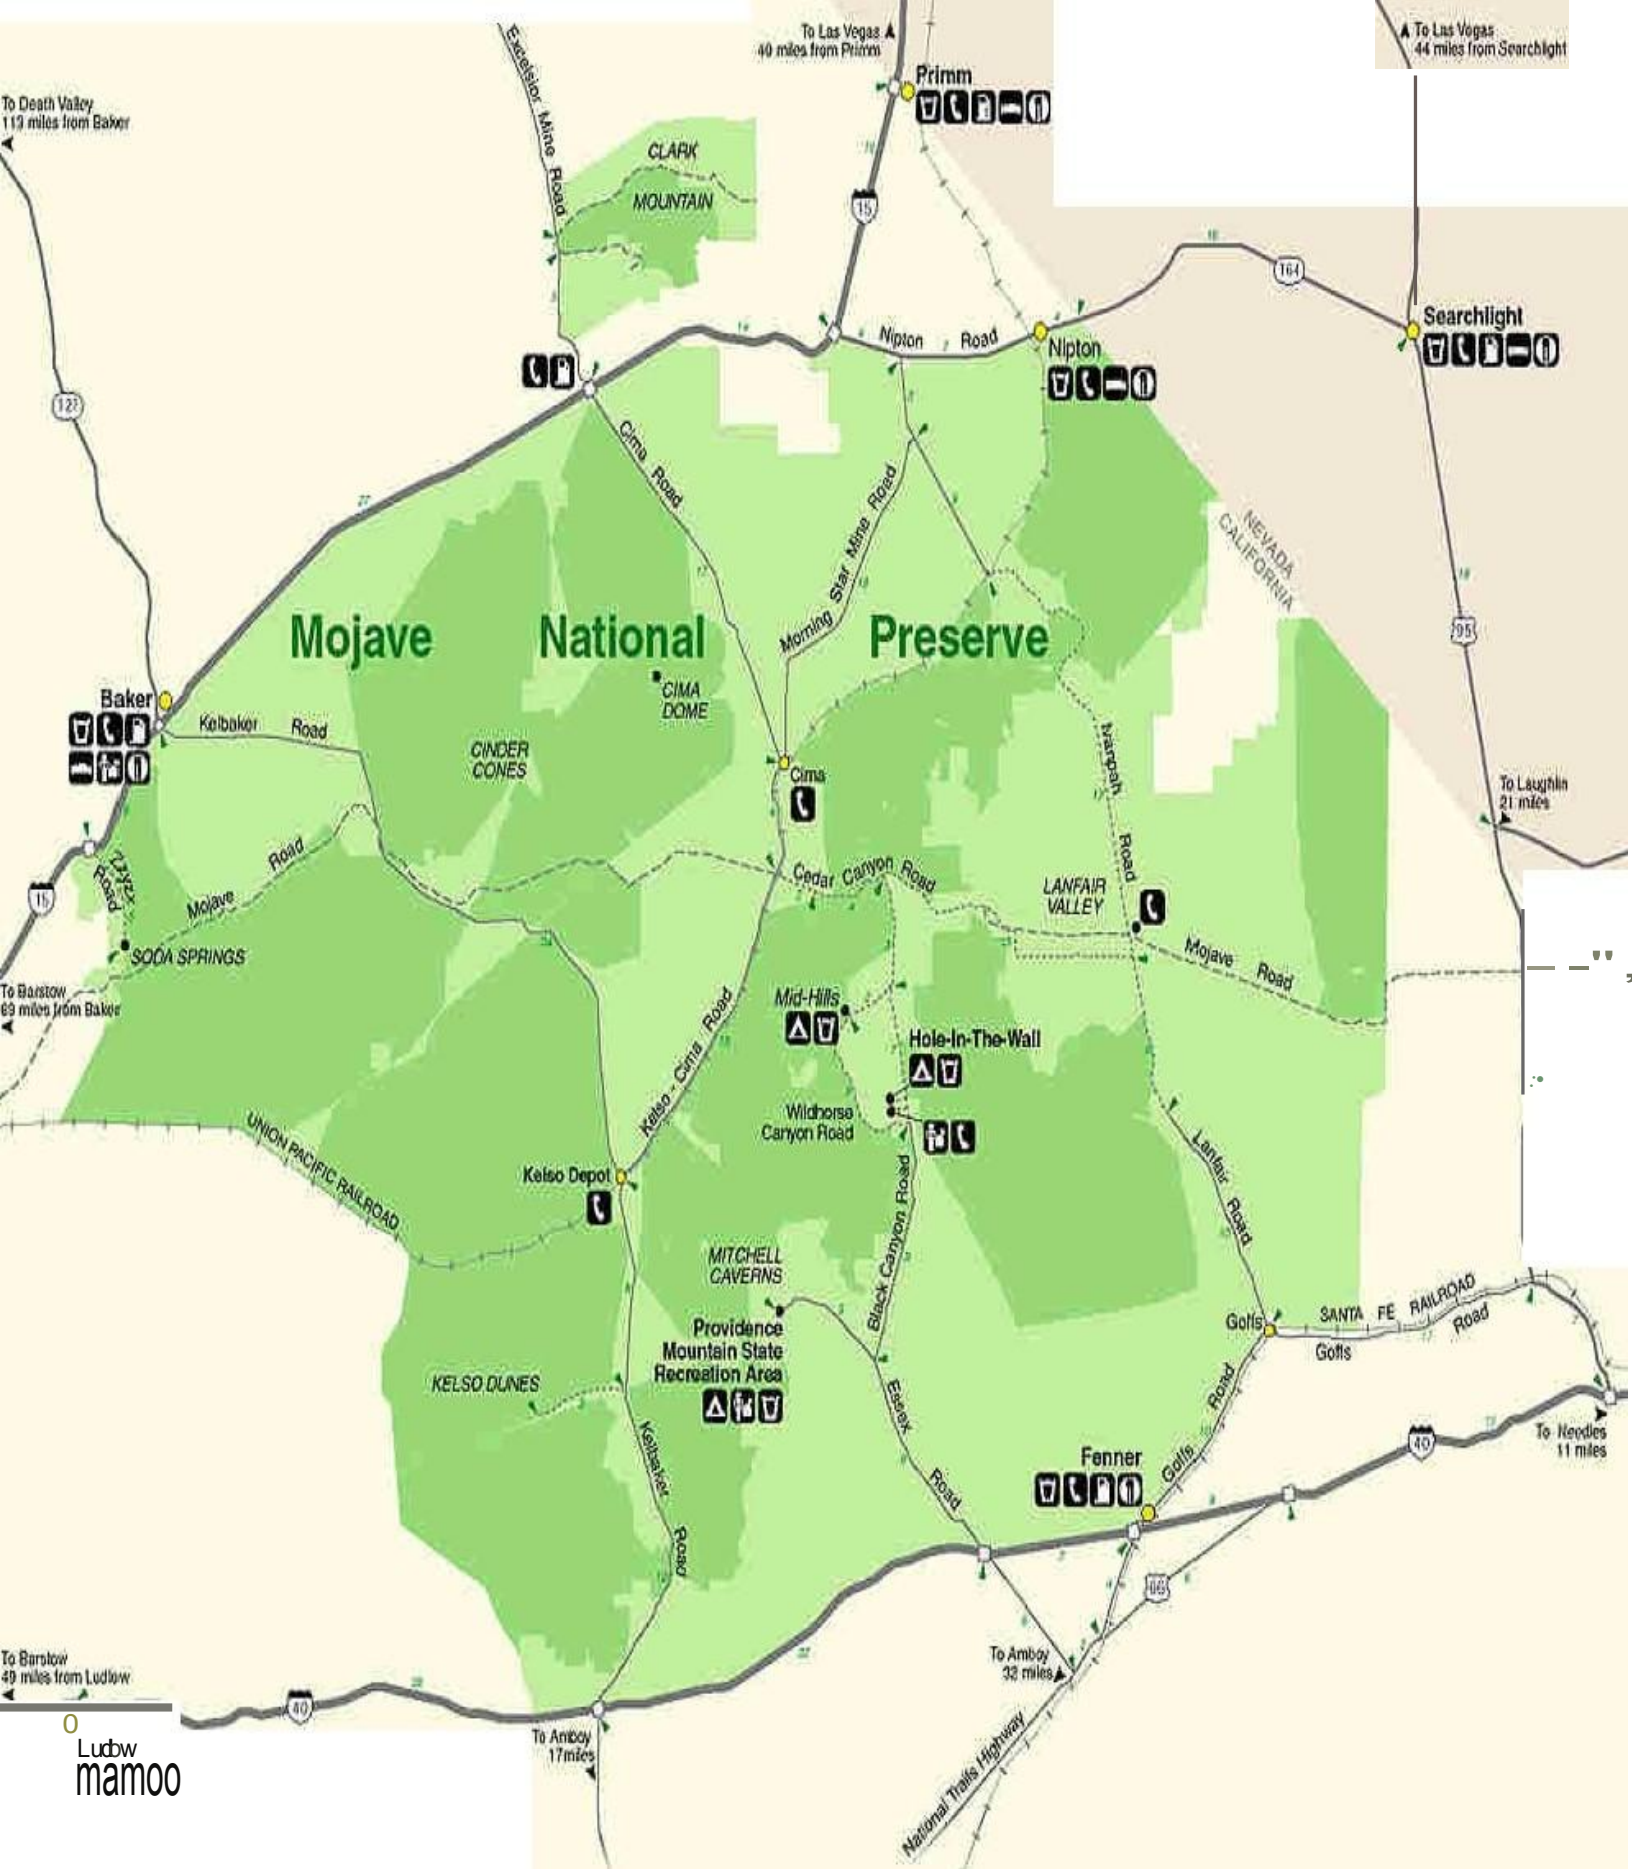 To Las Vegas
40 miles from Primm
To Las Vegas
44 miles from Searchlight
Excelsior Mine Road
Primm
To Death Valley
113 miles from Baker
CLARK
MOUNTAIN
15
164
Searchlight
Nipton Road
Nipton
127
Cima Road
27
Morning Star Mine Road
NEVADA
CALIFORNIA
95
Mojave National Preserve
CIMA
DOME
Baker
Kelbaker Road
CINDER
CONES
Ivanpah Road
Cima
To Laughlin
21 miles
Zzyzx
Road
Mojave Road
Cedar Canyon Road
LANFAIR
VALLEY
15
SODA SPRINGS
Mojave Road
– –",
To Barstow
69 miles from Baker
Mid-Hills
Kelso - Cima Road
Hole-In-The-Wall
Wildhorse
Canyon Road
UNION PACIFIC RAILROAD
Lanfair Road
Kelso Depot
Black Canyon Road
MITCHELL
CAVERNS
Providence
Mountain State
Recreation Area
Goffs
SANTA FE RAILROAD
Goffs Road
KELSO DUNES
Essex Road
Kelbaker Road
Goffs Road
40
To Needles
11 miles
Fenner
66
To Amboy
32 miles
To Barstow
49 miles from Ludlow
40
O
Ludbw
mamoo
To Amboy
17 miles
National Trails Highway